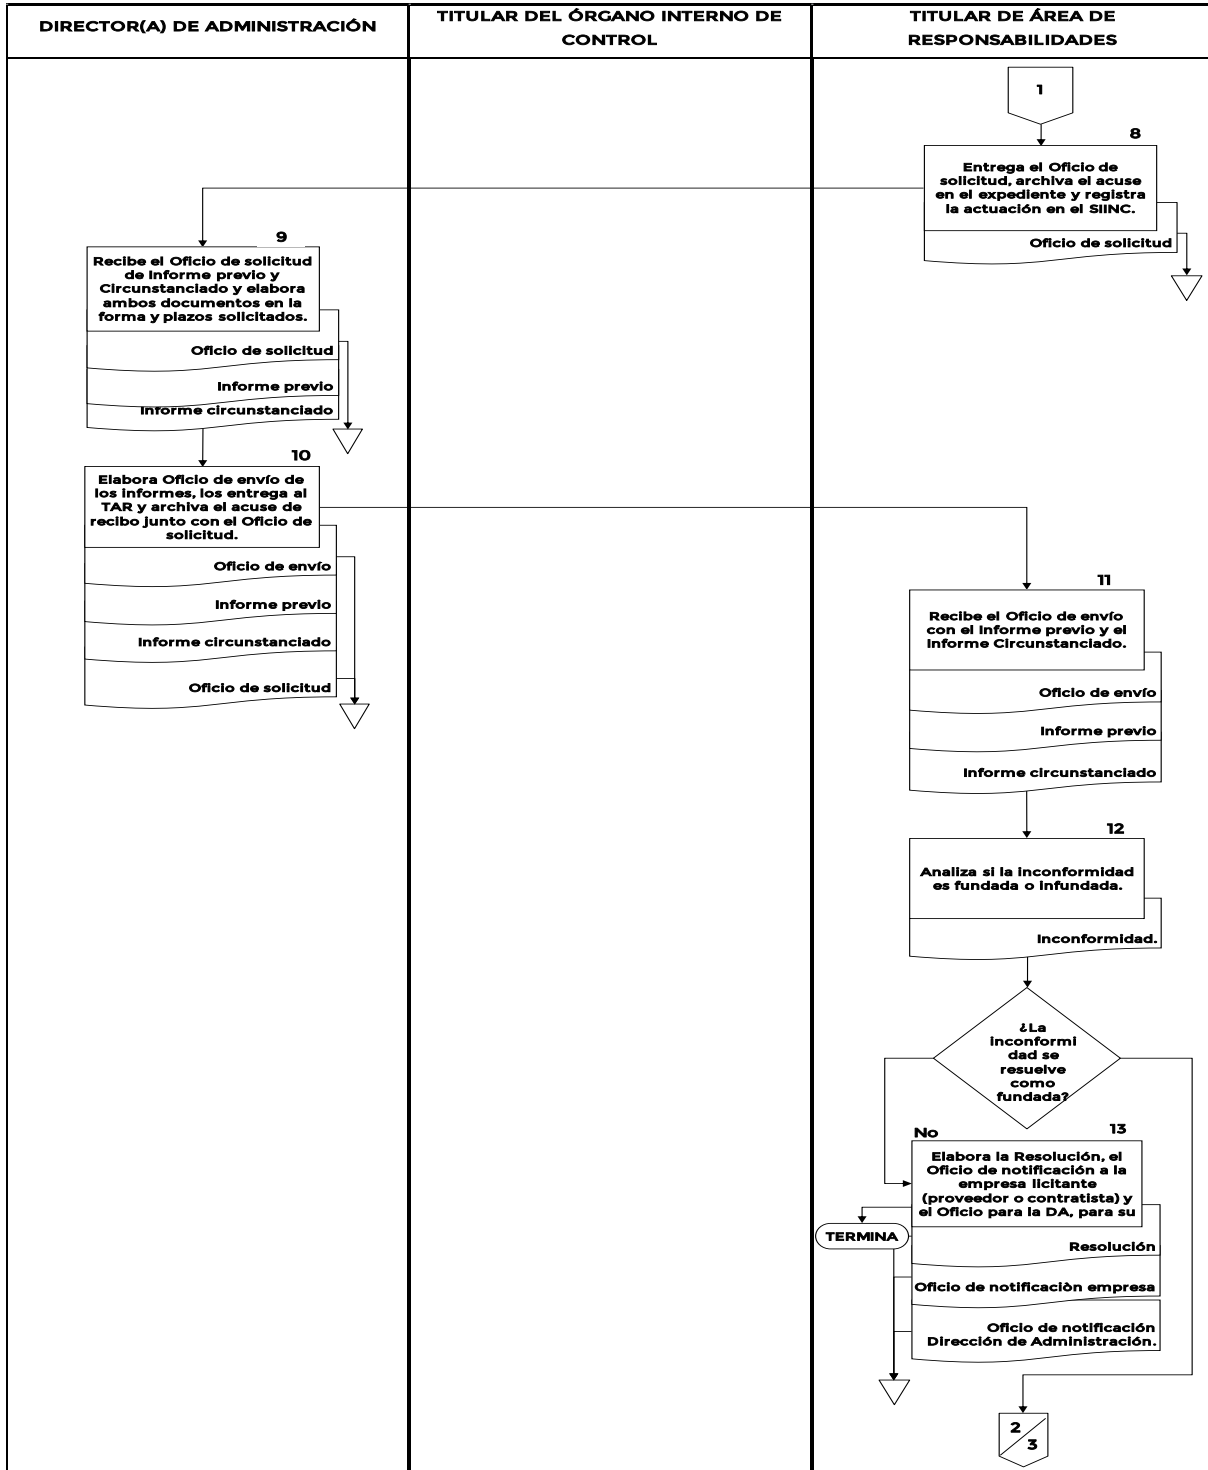 DIRECTOR(A) DE ADMINISTRACIÓN
TITULAR DEL ÓRGANO INTERNO DE
CONTROL
TITULAR DE ÁREA DE
RESPONSABILIDADES
1
8
Entrega el Oficio de
solicitud, archiva el acuse
en el expediente y registra
la actuación en el SIINC.
Oficio de solicitud
9
Recibe el Oficio de solicitud
de Informe previo y
Circunstanciado y elabora
ambos documentos en la
forma y plazos solicitados.
Oficio de solicitud
Informe previo
Informe circunstanciado
10
Elabora Oficio de envío de
los informes, los entrega al
TAR y archiva el acuse de
recibo junto con el Oficio de
solicitud.
Oficio de envío
Informe previo
Informe circunstanciado
Oficio de solicitud
11
Recibe el Oficio de envío
con el Informe previo y el
Informe Circunstanciado.
Oficio de envío
Informe previo
Informe circunstanciado
12
Analiza si la inconformidad
es fundada o infundada.
Inconformidad.
¿La
inconformi
dad se
resuelve
como
fundada?
No
13
Elabora la Resolución, el
Oficio de notificación a la
empresa licitante
(proveedor o contratista) y
el Oficio para la DA, para su
TERMINA
Resolución
Oficio de notificaciòn empresa
Oficio de notificación
Dirección de Administración.
2
3